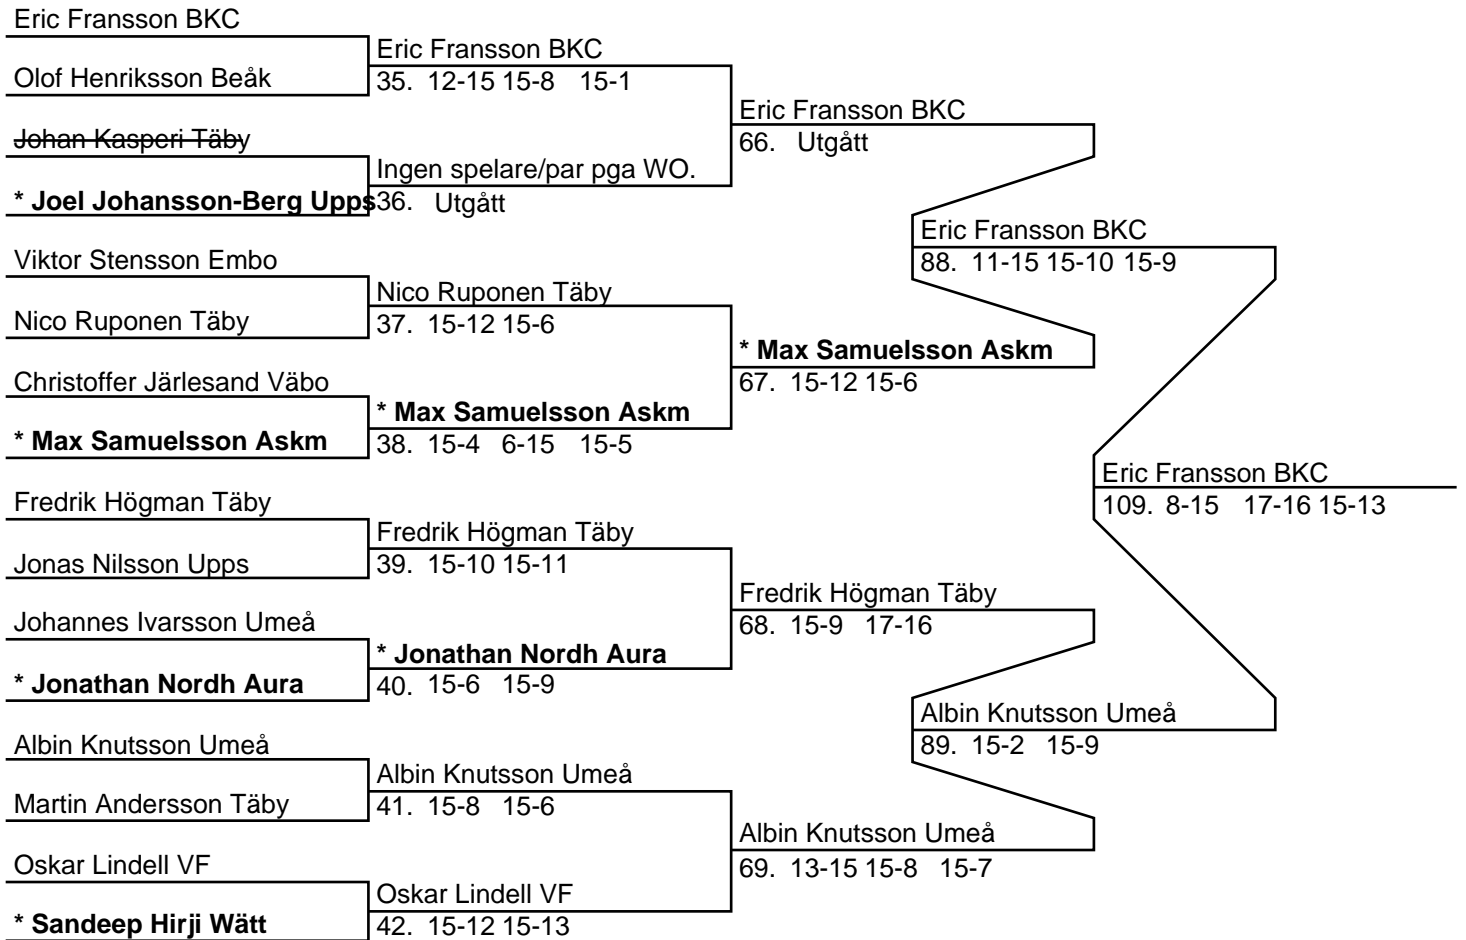 Eric Fransson BKC
Olof Henriksson Beåk
Johan Kasperi Täby
* Joel Johansson-Berg Upps
Viktor Stensson Embo
Nico Ruponen Täby
Christoffer Järlesand Väbo
* Max Samuelsson Askm
Fredrik Högman Täby
Jonas Nilsson Upps
Johannes Ivarsson Umeå
* Jonathan Nordh Aura
Albin Knutsson Umeå
Martin Andersson Täby
Oskar Lindell VF
* Sandeep Hirji Wätt
Eric Fransson BKC
35. 12-15 15-8 15-1
Ingen spelare/par pga WO.
36. Utgått
Nico Ruponen Täby
37. 15-12 15-6
* Max Samuelsson Askm
38. 15-4 6-15 15-5
Fredrik Högman Täby
39. 15-10 15-11
* Jonathan Nordh Aura
40. 15-6 15-9
Albin Knutsson Umeå
41. 15-8 15-6
Oskar Lindell VF
42. 15-12 15-13
Eric Fransson BKC
66. Utgått
* Max Samuelsson Askm
67. 15-12 15-6
Fredrik Högman Täby
68. 15-9 17-16
Albin Knutsson Umeå
69. 13-15 15-8 15-7
Eric Fransson BKC
88. 11-15 15-10 15-9
Albin Knutsson Umeå
89. 15-2 15-9
Eric Fransson BKC
109. 8-15 17-16 15-13